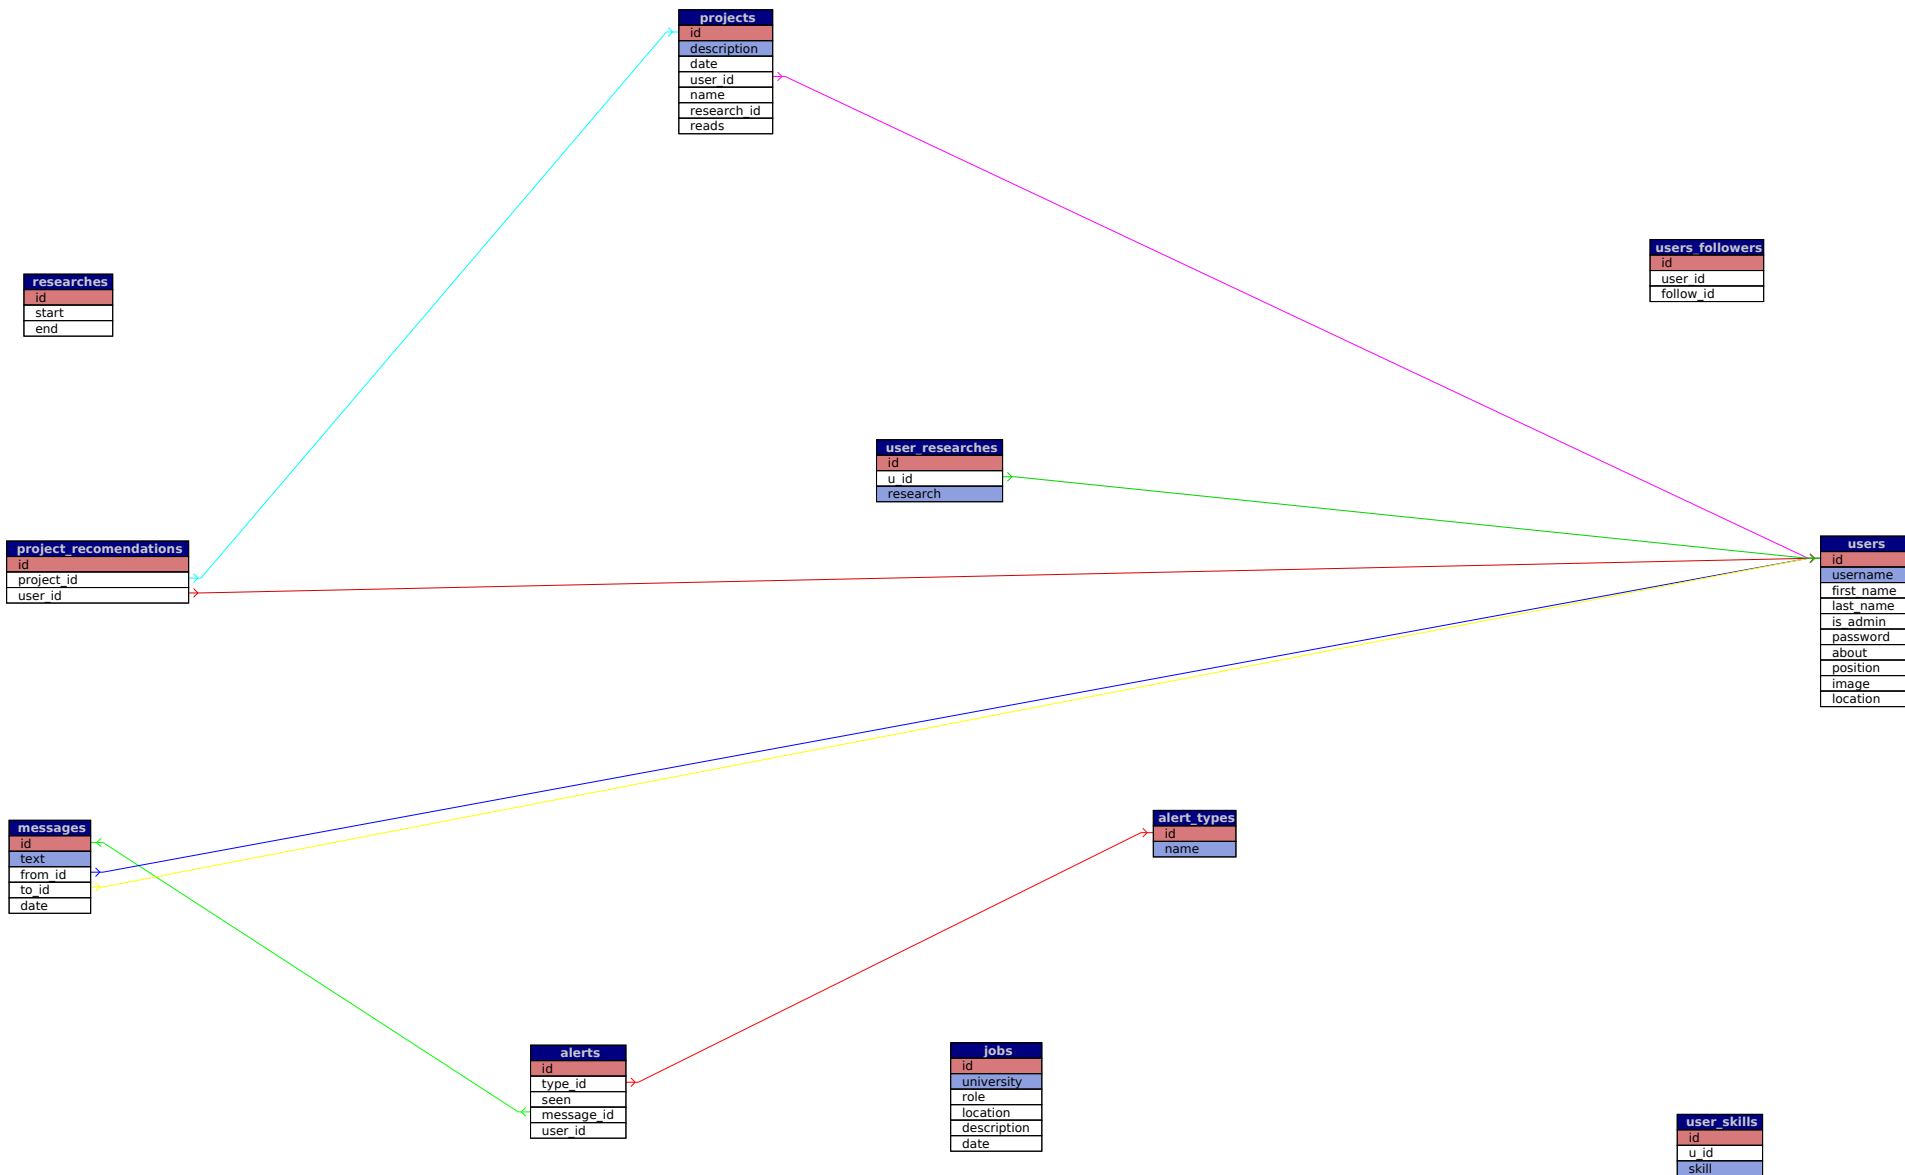 projects
id
description
date
user_id
name
research_id
reads
users_followers
id
user_id
follow_id
researches
id
start
end
user_researches
id
u_id
research
project_recomendations
id
project_id
user_id
users
id
username
first_name
last_name
is_admin
password
about
position
image
location
messages
id
text
from_id
to_id
date
alert_types
id
name
alerts
id
type_id
seen
message_id
user_id
jobs
id
university
role
location
description
date
user_skills
id
u_id
skill